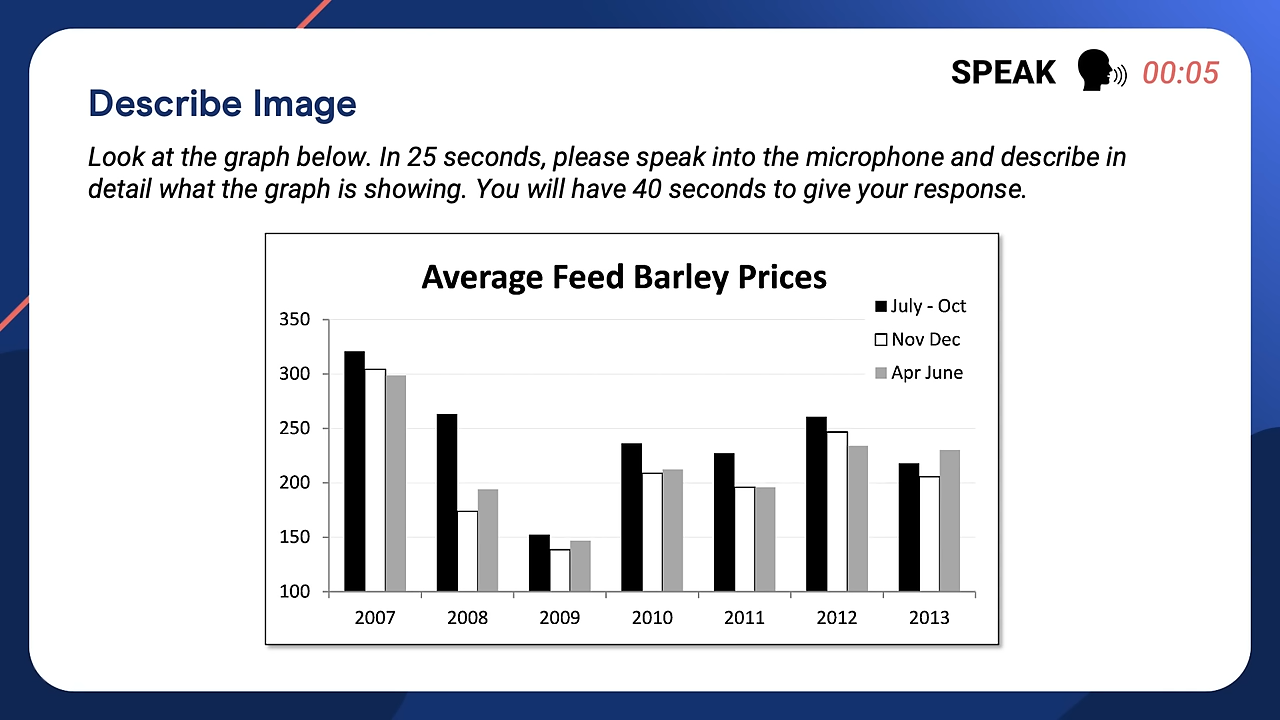 SPEAK 00:05
Describe Image
Look at the graph below. In 25 seconds, please speak into the microphone and describe in
detail what the graph is showing. You will have 40 seconds to give your response.
Average Feed Barley Prices
July - Oct
Nov Dec
Apr June
350
300
250
200
150
100
2007 2008 2009 2010 2011 2012 2013